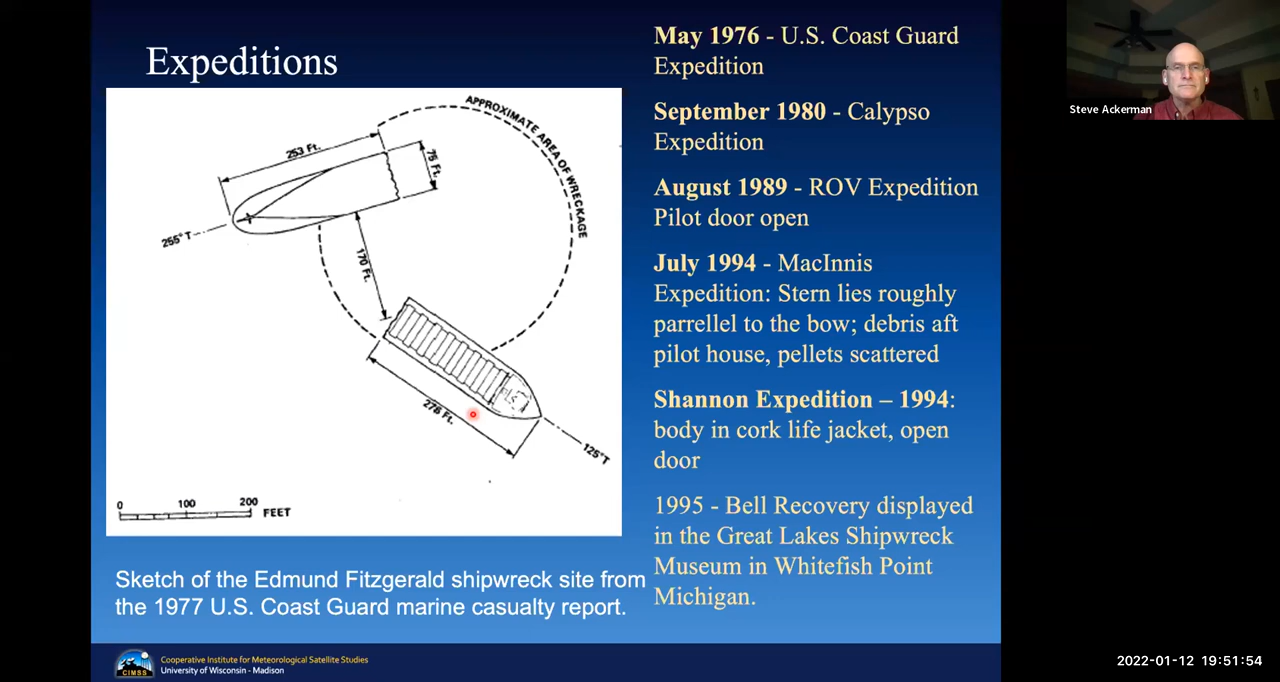 Expeditions
APPROXIMATE AREA OF WRECKAGE
253 Ft.
75 Ft.
255° T
170 Ft.
276 Ft.
125°T
0 100 200
FEET
Sketch of the Edmund Fitzgerald shipwreck site from
the 1977 U.S. Coast Guard marine casualty report.
May 1976 - U.S. Coast Guard
Expedition
September 1980 - Calypso
Expedition
August 1989 - ROV Expedition
Pilot door open
July 1994 - MacInnis
Expedition: Stern lies roughly
parrellel to the bow; debris aft
pilot house, pellets scattered
Shannon Expedition – 1994:
body in cork life jacket, open
door
1995 - Bell Recovery displayed
in the Great Lakes Shipwreck
Museum in Whitefish Point
Michigan.
Steve Ackerman
CIMSS
Cooperative Institute for Meteorological Satellite Studies
University of Wisconsin - Madison
2022-01-12 19:51:54